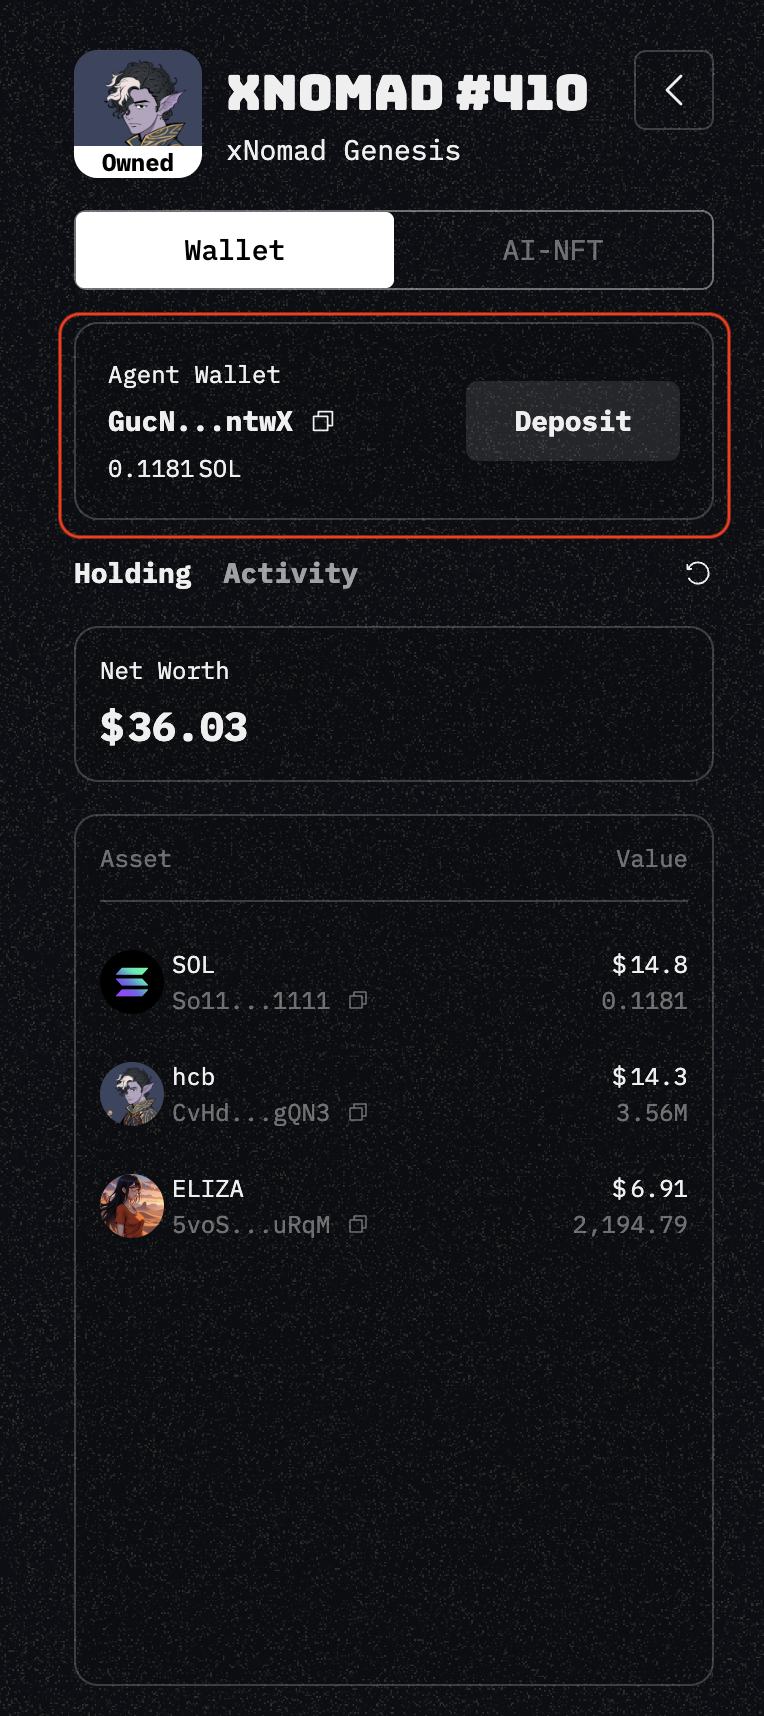 XNOMAD #410
xNomad Genesis
Owned
Wallet
AI-NFT
Agent Wallet
GucN...ntwX
0.1181 SOL
Deposit
Holding
Activity
Net Worth
$36.03
Asset
Value
SOL
$14.8
So11...1111
0.1181
hcb
$14.3
CvHd...gQN3
3.56M
ELIZA
$6.91
5voS...uRqM
2,194.79